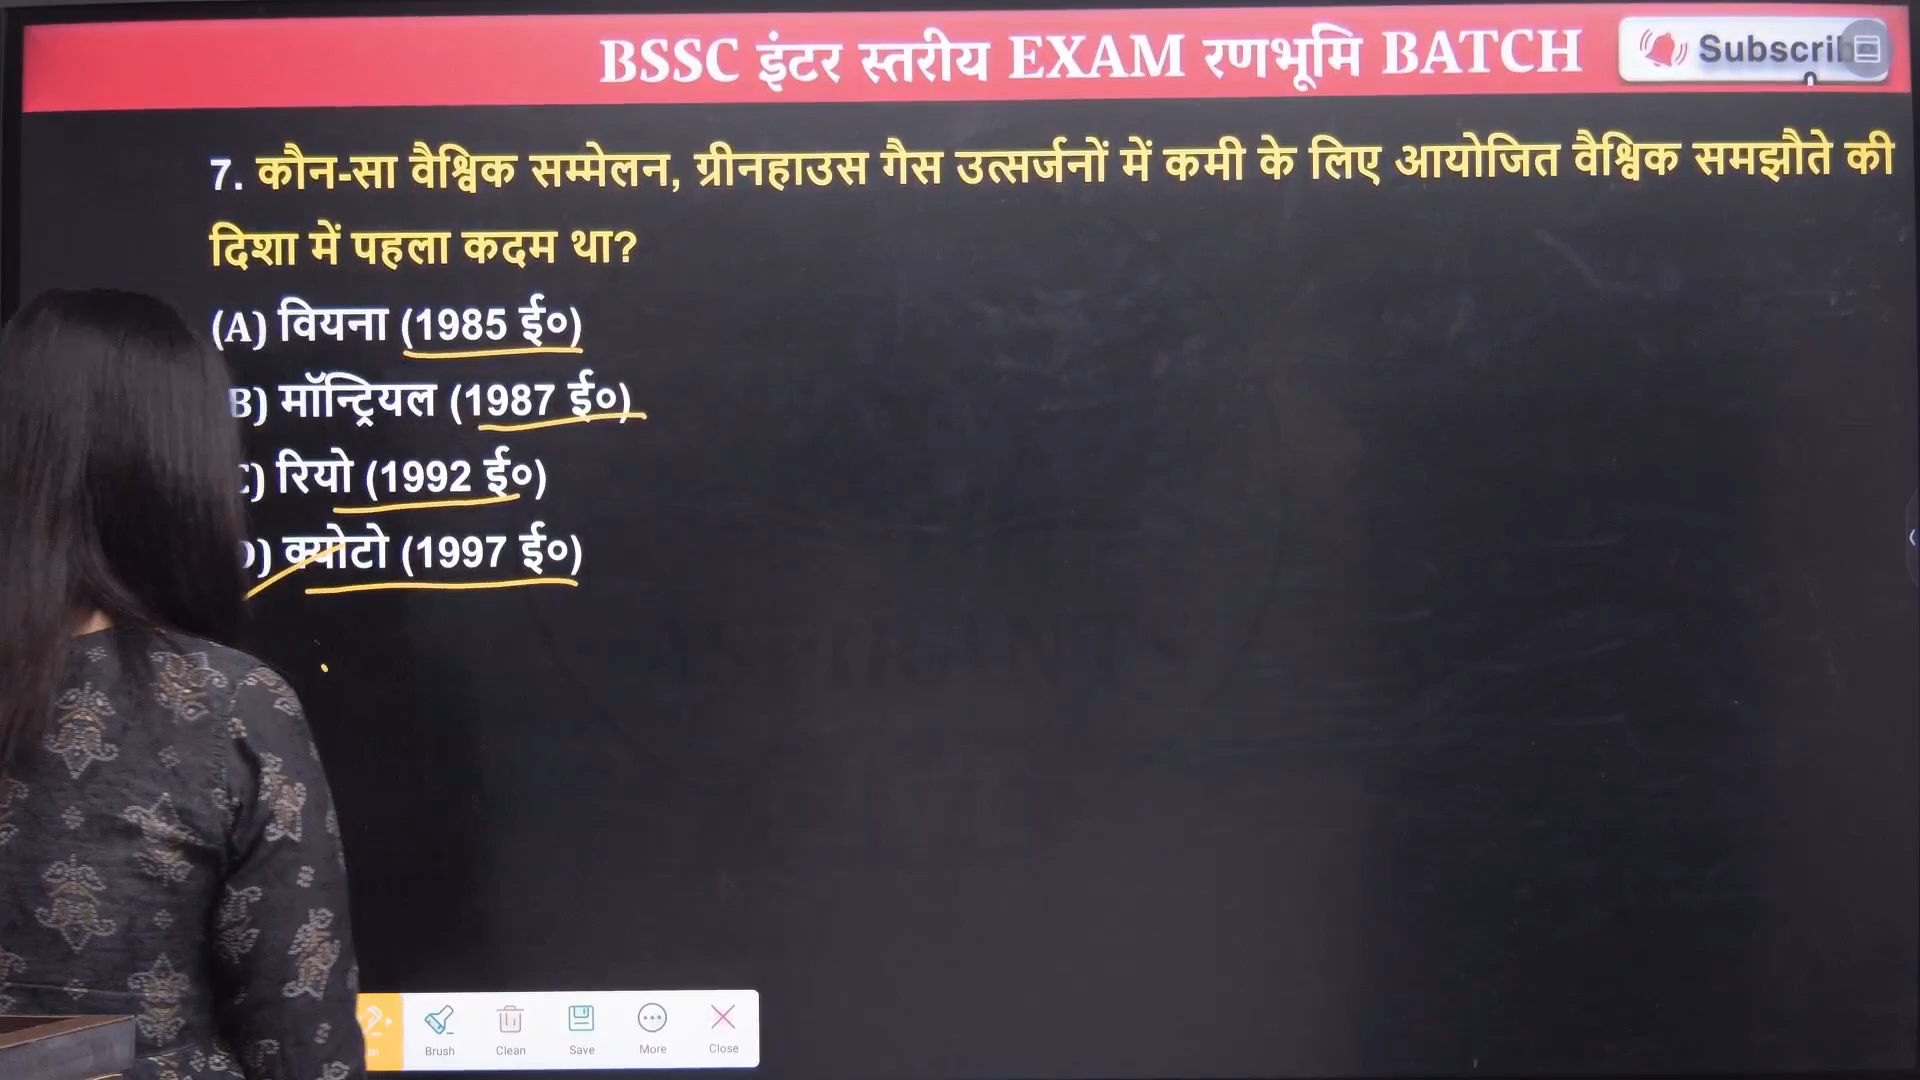 BSSC इंटर स्तरीय EXAM रणभूमि BATCH
Subscrib
7. कौन-सा वैश्विक सम्मेलन, ग्रीनहाउस गैस उत्सर्जनों में कमी के लिए आयोजित वैश्विक समझौते की
दिशा में पहला कदम था?
(A) वियना (1985 ई०)
B) मॉन्ट्रियल (1987 ई०)
) रियो (1992 ई०)
) क्योटो (1997 ई०)
Brush Clean Save More Close